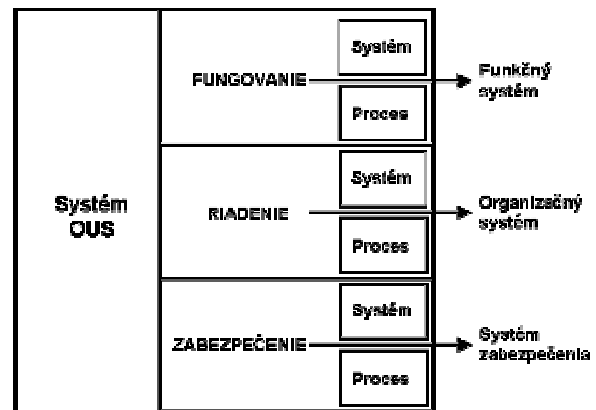 Systém
OUS
FUNGOVANIE
Systém
Proces
Funkčný
systém
RIADENIE
Systém
Proces
Organizačný
systém
ZABEZPEČENIE
Systém
Proces
Systém
zabezpečenia